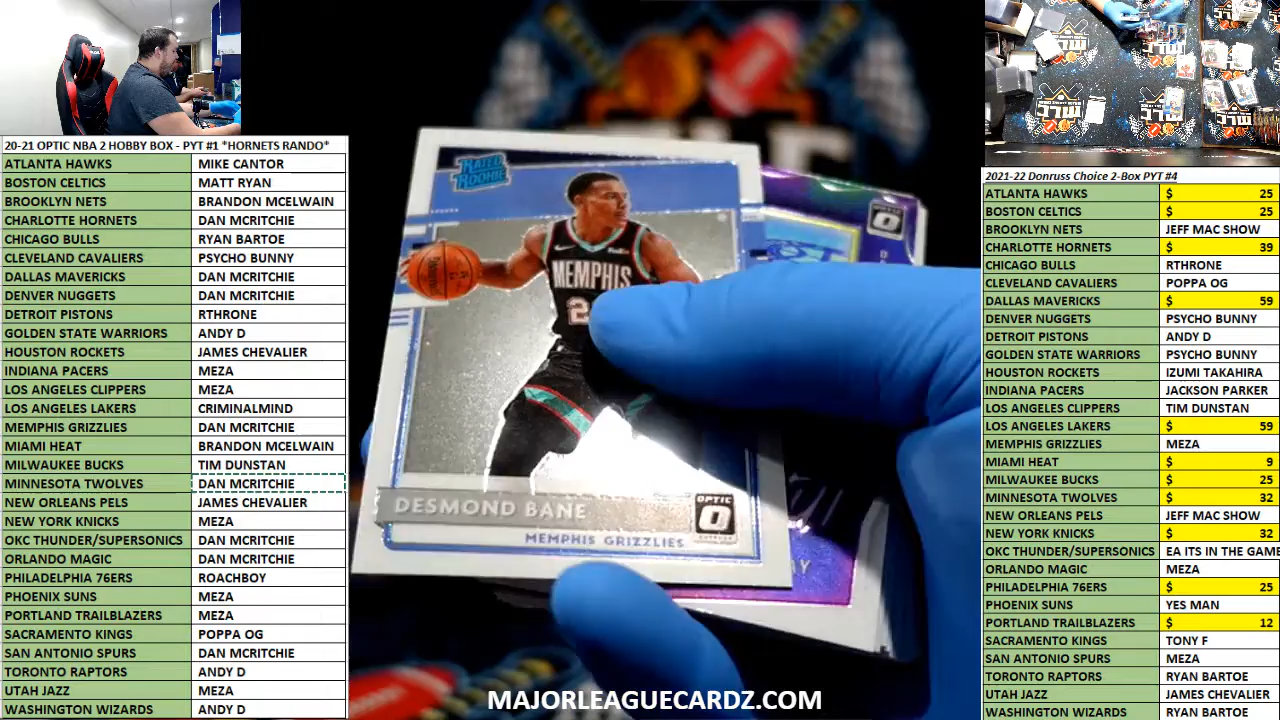 20-21 OPTIC NBA 2 HOBBY BOX - PYT #1 *HORNETS RANDO*
ATLANTA HAWKS MIKE CANTOR
BOSTON CELTICS MATT RYAN
BROOKLYN NETS BRANDON MCELWAIN
CHARLOTTE HORNETS DAN MCRITCHIE
CHICAGO BULLS RYAN BARTOE
CLEVELAND CAVALIERS PSYCHO BUNNY
DALLAS MAVERICKS DAN MCRITCHIE
DENVER NUGGETS DAN MCRITCHIE
DETROIT PISTONS RTHRONE
GOLDEN STATE WARRIORS ANDY D
HOUSTON ROCKETS JAMES CHEVALIER
INDIANA PACERS MEZA
LOS ANGELES CLIPPERS MEZA
LOS ANGELES LAKERS CRIMINALMIND
MEMPHIS GRIZZLIES DAN MCRITCHIE
MIAMI HEAT BRANDON MCELWAIN
MILWAUKEE BUCKS TIM DUNSTAN
MINNESOTA TWOLVES DAN MCRITCHIE
NEW ORLEANS PELS JAMES CHEVALIER
NEW YORK KNICKS MEZA
OKC THUNDER/SUPERSONICS DAN MCRITCHIE
ORLANDO MAGIC DAN MCRITCHIE
PHILADELPHIA 76ERS ROACHBOY
PHOENIX SUNS MEZA
PORTLAND TRAILBLAZERS MEZA
SACRAMENTO KINGS POPPA OG
SAN ANTONIO SPURS DAN MCRITCHIE
TORONTO RAPTORS ANDY D
UTAH JAZZ MEZA
WASHINGTON WIZARDS ANDY D
RATED
ROOKIE
MEMPHIS
DESMOND BANE
OPTIC
MEMPHIS GRIZZLIES
MAJORLEAGUECARDZ.COM
2021-22 Donruss Choice 2-Box PYT #4
ATLANTA HAWKS $ 25
BOSTON CELTICS $ 25
BROOKLYN NETS JEFF MAC SHOW
CHARLOTTE HORNETS $ 39
CHICAGO BULLS RTHRONE
CLEVELAND CAVALIERS POPPA OG
DALLAS MAVERICKS $ 59
DENVER NUGGETS PSYCHO BUNNY
DETROIT PISTONS ANDY D
GOLDEN STATE WARRIORS PSYCHO BUNNY
HOUSTON ROCKETS IZUMI TAKAHIRA
INDIANA PACERS JACKSON PARKER
LOS ANGELES CLIPPERS TIM DUNSTAN
LOS ANGELES LAKERS $ 59
MEMPHIS GRIZZLIES MEZA
MIAMI HEAT $ 9
MILWAUKEE BUCKS $ 25
MINNESOTA TWOLVES $ 32
NEW ORLEANS PELS JEFF MAC SHOW
NEW YORK KNICKS $ 32
OKC THUNDER/SUPERSONICS EA ITS IN THE GAME
ORLANDO MAGIC MEZA
PHILADELPHIA 76ERS $ 25
PHOENIX SUNS YES MAN
PORTLAND TRAILBLAZERS $ 12
SACRAMENTO KINGS TONY F
SAN ANTONIO SPURS MEZA
TORONTO RAPTORS RYAN BARTOE
UTAH JAZZ JAMES CHEVALIER
WASHINGTON WIZARDS RYAN BARTOE